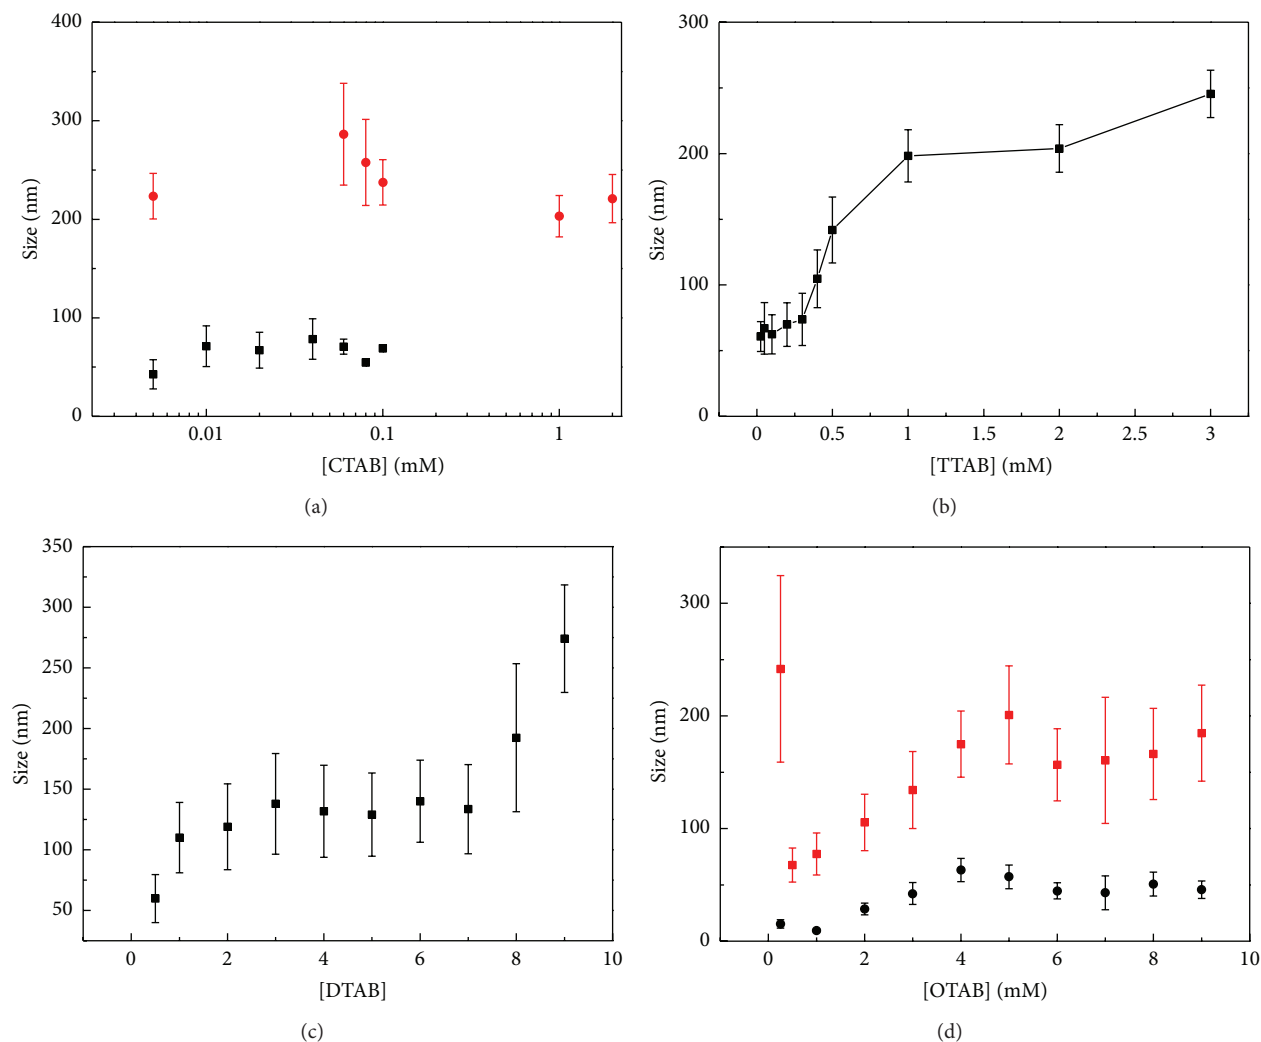 400
300
200
100
0
Size (nm)
0.01 0.1 1
[CTAB] (mM)
(a)
300
200
100
0
Size (nm)
0 0.5 1 1.5 2 2.5 3
[TTAB] (mM)
(b)
350
300
250
200
150
100
50
Size (nm)
0 2 4 6 8 10
[DTAB]
(c)
300
200
100
0
Size (nm)
0 2 4 6 8 10
[OTAB] (mM)
(d)